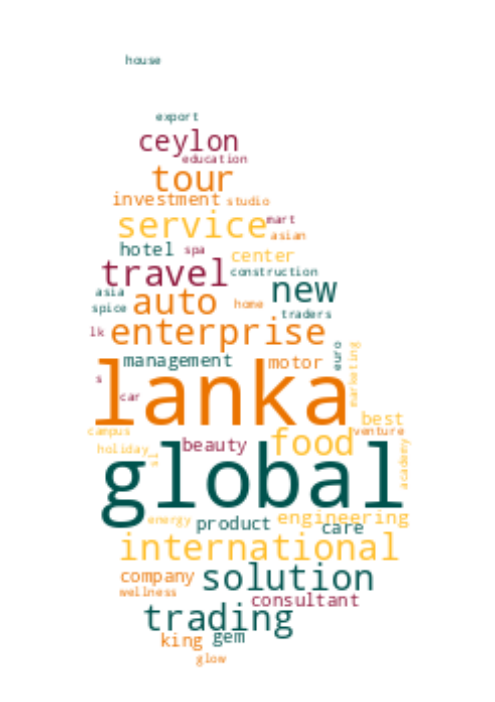 house
export
ceylon
education
tour
investment studio
service mart
asian
hotel spa center
travel construction
asia new
auto home
spice traders
lk enterprise
euro marketing
management motor
lanka
s
car
best
campus venture
beauty food
holiday sl academy
global
energy product engineering
care
international
company solution
wellness
consultant
trading
king gem
glow